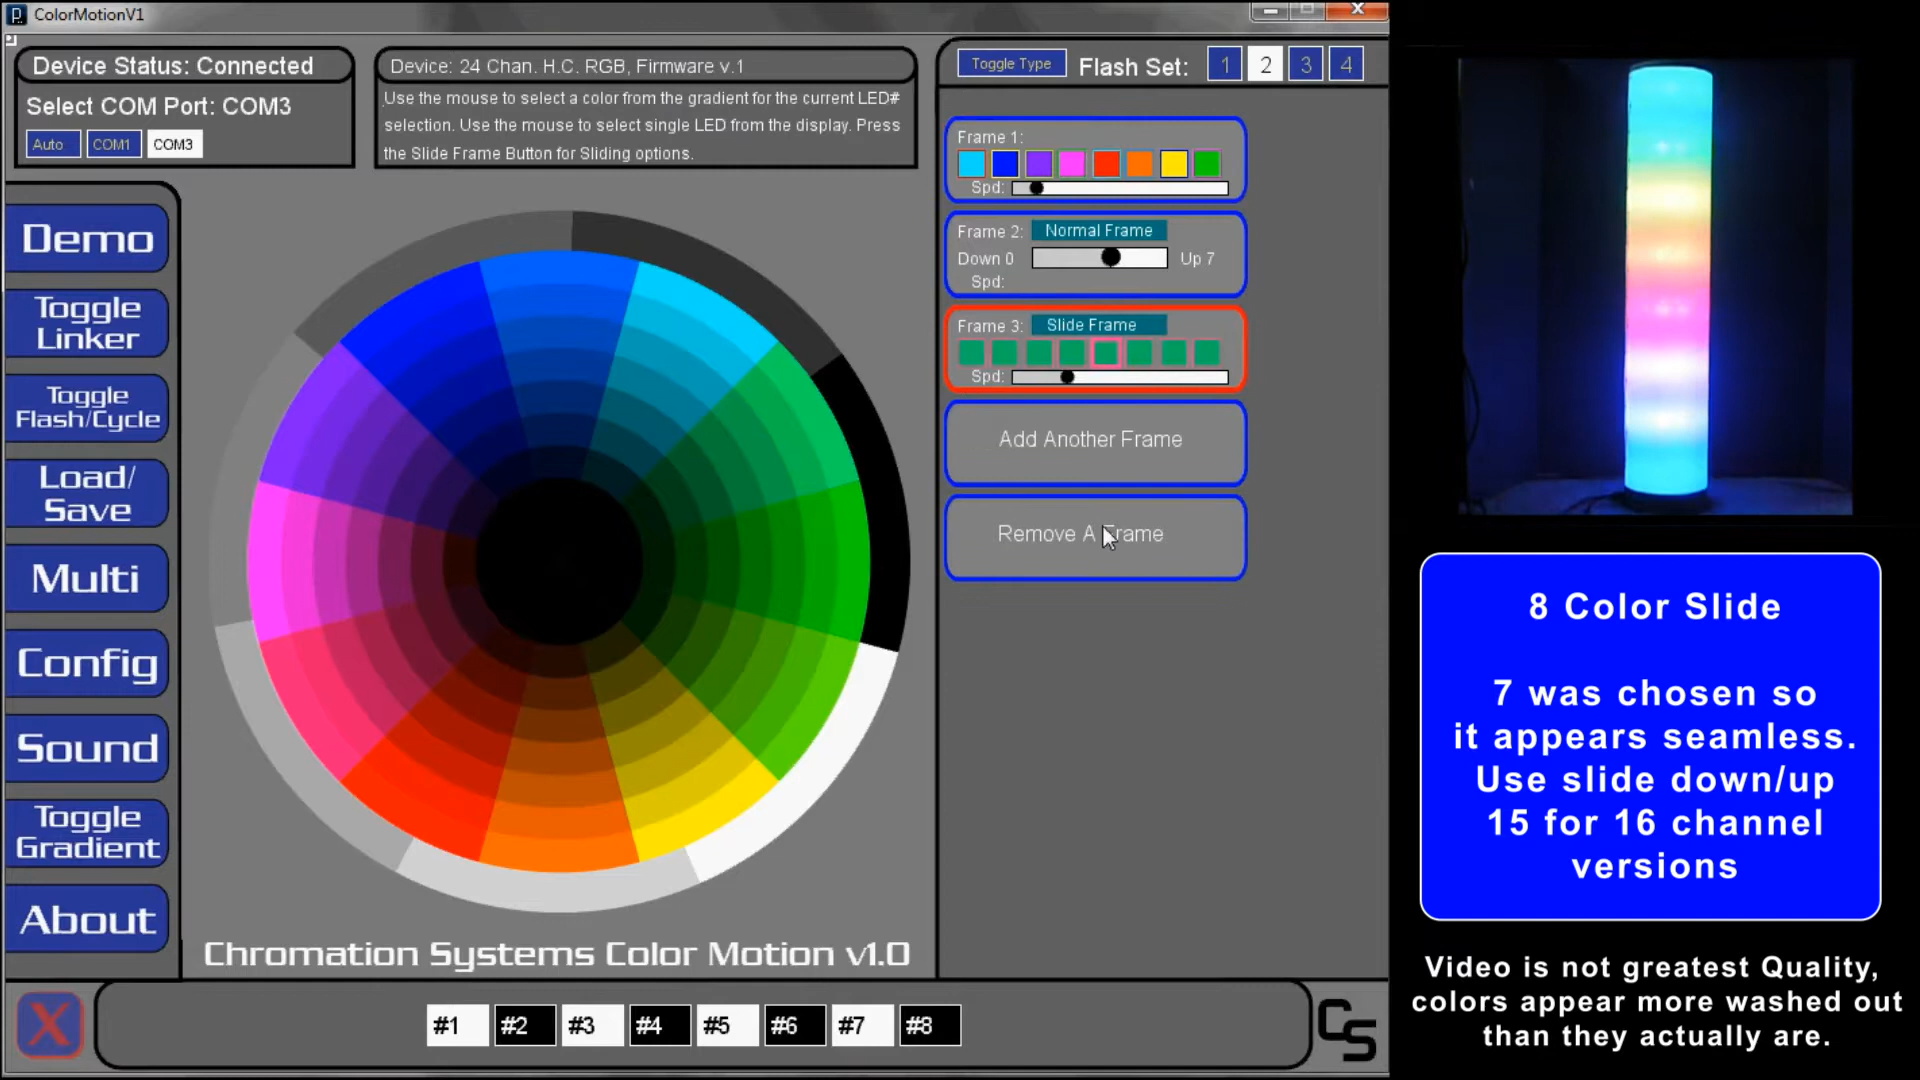 ColorMotionV1
Device Status: Connected
Select COM Port: COM3
Auto COM1 COM3
Device: 24 Chan. H.C. RGB, Firmware v.1
Use the mouse to select a color from the gradient for the current LED#
selection. Use the mouse to select single LED from the display. Press
the Slide Frame Button for Sliding options.
Toggle Type Flash Set: 1 2 3 4
Demo
Toggle
Linker
Toggle
Flash/Cycle
Load/
Save
Multi
Config
Sound
Toggle
Gradient
About
Frame 1:
Spd:
Frame 2: Normal Frame
Down 0 Up 7
Spd:
Frame 3: Slide Frame
Spd:
Add Another Frame
Remove A Frame
Chromation Systems Color Motion v1.0
X #1 #2 #3 #4 #5 #6 #7 #8 CS
8 Color Slide
7 was chosen so
it appears seamless.
Use slide down/up
15 for 16 channel
versions
Video is not greatest Quality,
colors appear more washed out
than they actually are.